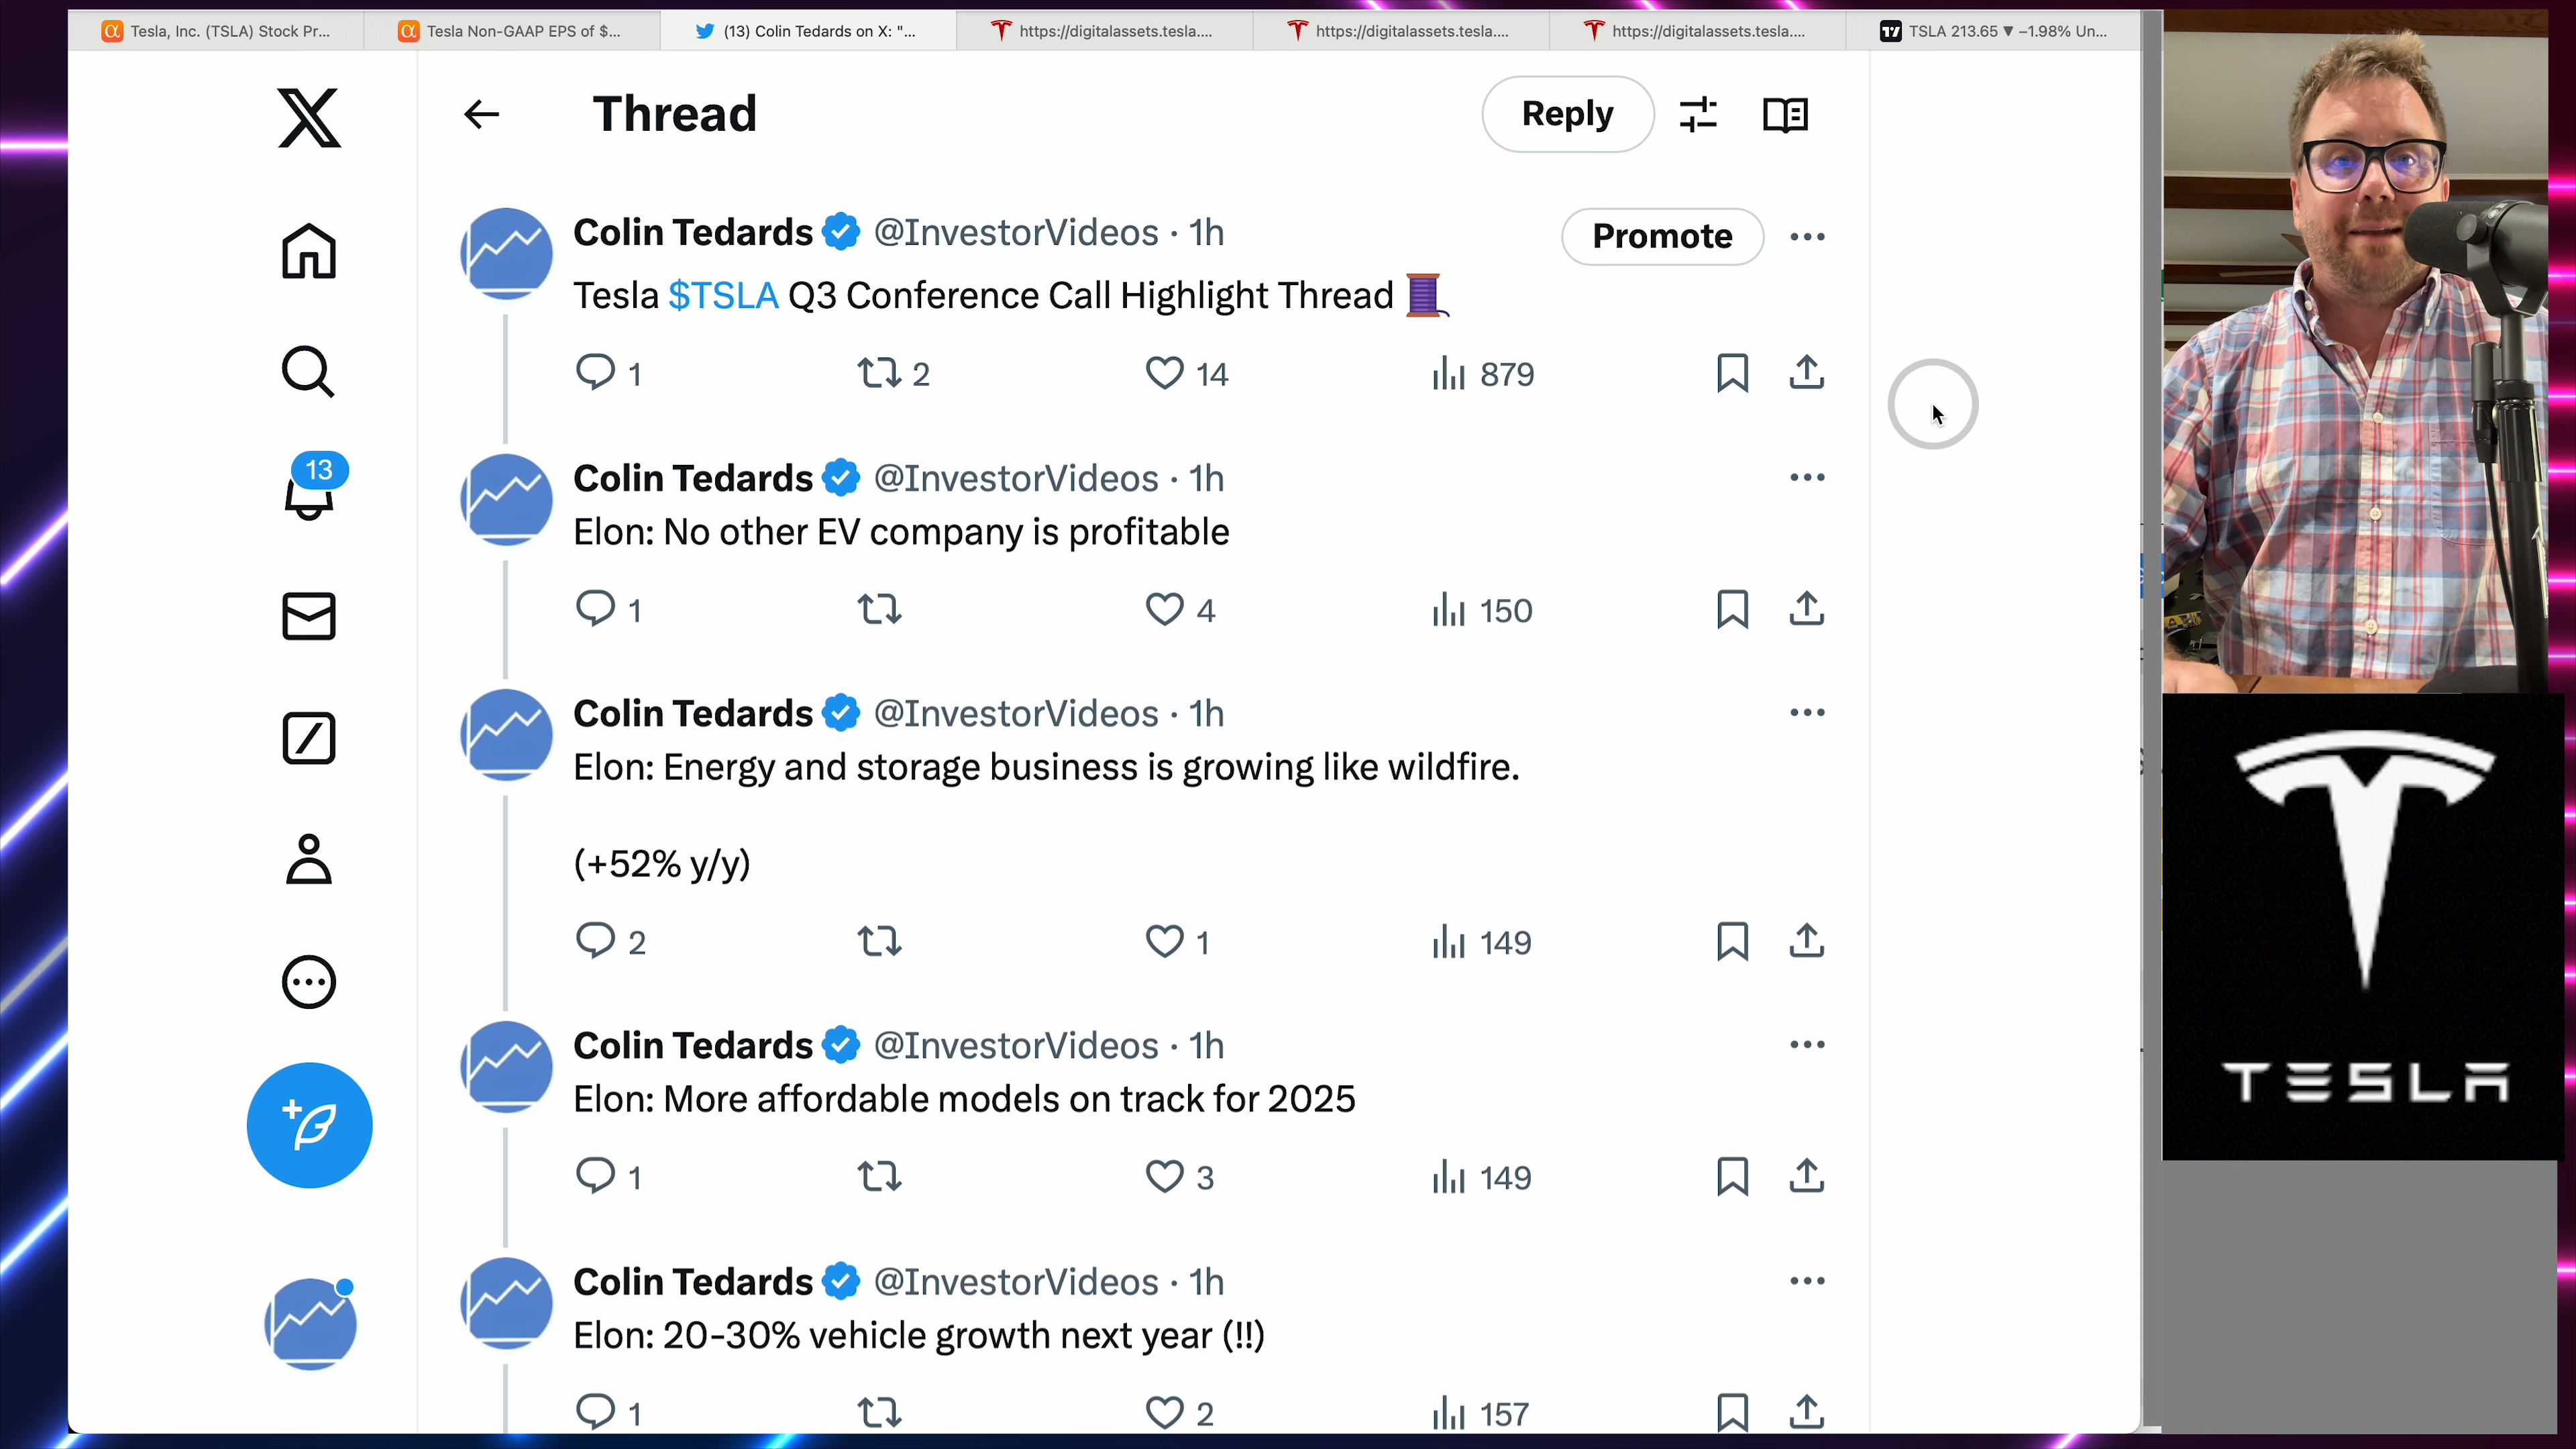 Tesla, Inc. (TSLA) Stock Pr...
Tesla Non-GAAP EPS of $...
(13) Colin Tedards on X: "...
https://digitalassets.tesla....
https://digitalassets.tesla....
https://digitalassets.tesla....
TSLA 213.65 ▼ −1.98% Un...
Thread
Reply
Colin Tedards @InvestorVideos · 1h
Promote
Tesla $TSLA Q3 Conference Call Highlight Thread
1 2 14 879
13
Colin Tedards @InvestorVideos · 1h
Elon: No other EV company is profitable
1 4 150
Colin Tedards @InvestorVideos · 1h
Elon: Energy and storage business is growing like wildfire.
(+52% y/y)
2 1 149
Colin Tedards @InvestorVideos · 1h
Elon: More affordable models on track for 2025
1 3 149
Colin Tedards @InvestorVideos · 1h
Elon: 20-30% vehicle growth next year (!!)
1 2 157
TESLA